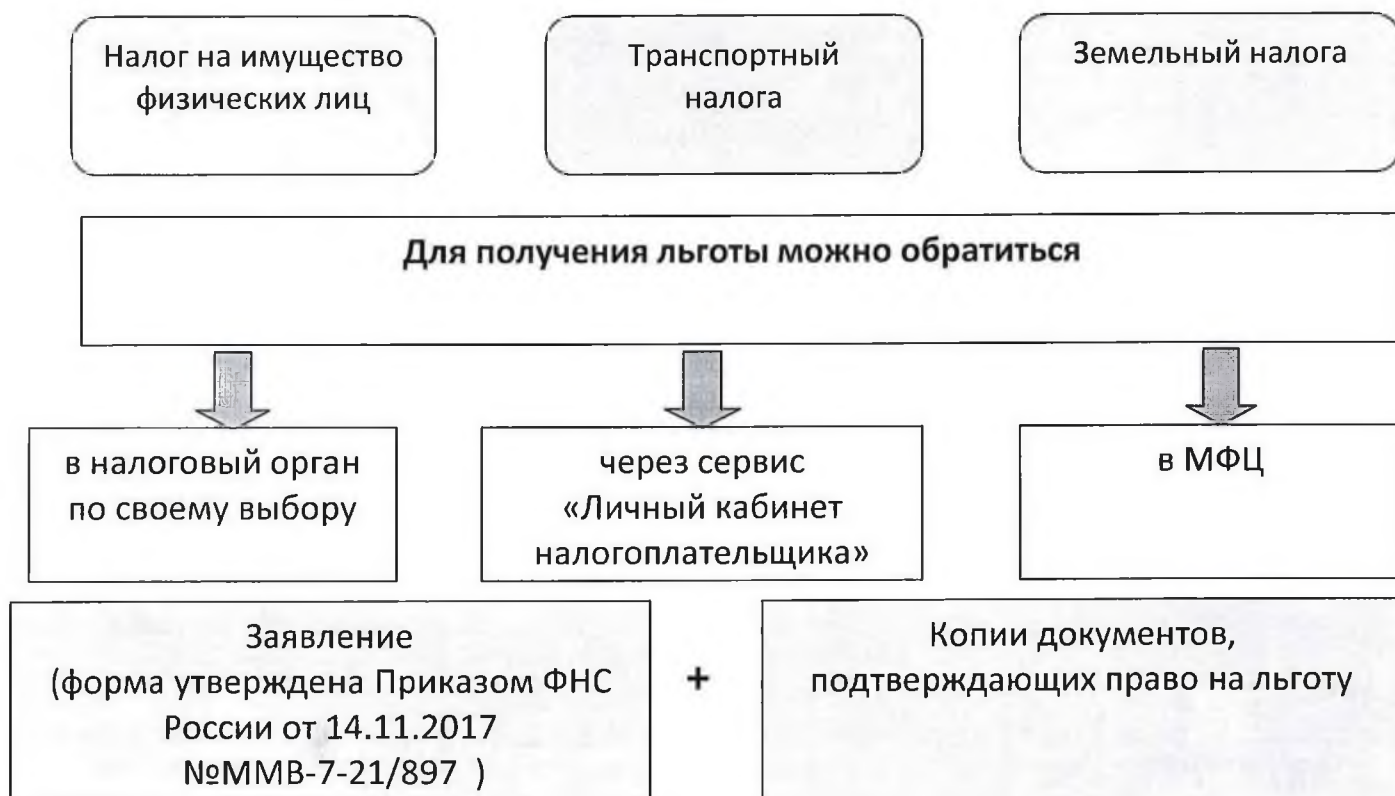 Налог на имущество
физических лиц
Транспортный
налога
Земельный налога
Для получения льготы можно обратиться
в налоговый орган
по своему выбору
через сервис
«Личный кабинет
налогоплательщика»
в МФЦ
Заявление
(форма утверждена Приказом ФНС
России от 14.11.2017
№ММВ-7-21/897 )
+
Копии документов,
подтверждающих право на льготу